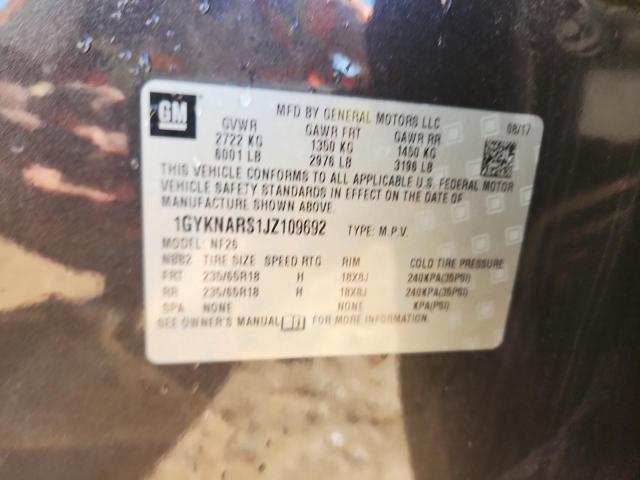 GM
MFD BY GENERAL MOTORS LLC
08/17
GVWR GAWR FRT GAWR RR
2722 KG 1350 KG 1450 KG
6001 LB 2976 LB 3196 LB
THIS VEHICLE CONFORMS TO ALL APPLICABLE U.S. FEDERAL MOTOR
VEHICLE SAFETY STANDARDS IN EFFECT ON THE DATE OF
MANUFACTURE SHOWN ABOVE.
1GYKNARS1JZ109692 TYPE: M.P.V.
MODEL: NF26
NBB2 TIRE SIZE SPEED RTG RIM COLD TIRE PRESSURE
FRT 235/65R18 H 18X8J 240KPA(35PSI)
RR 235/65R18 H 18X8J 240KPA(35PSI)
SPA NONE NONE KPA(PSI)
SEE OWNER'S MANUAL FOR MORE INFORMATION.